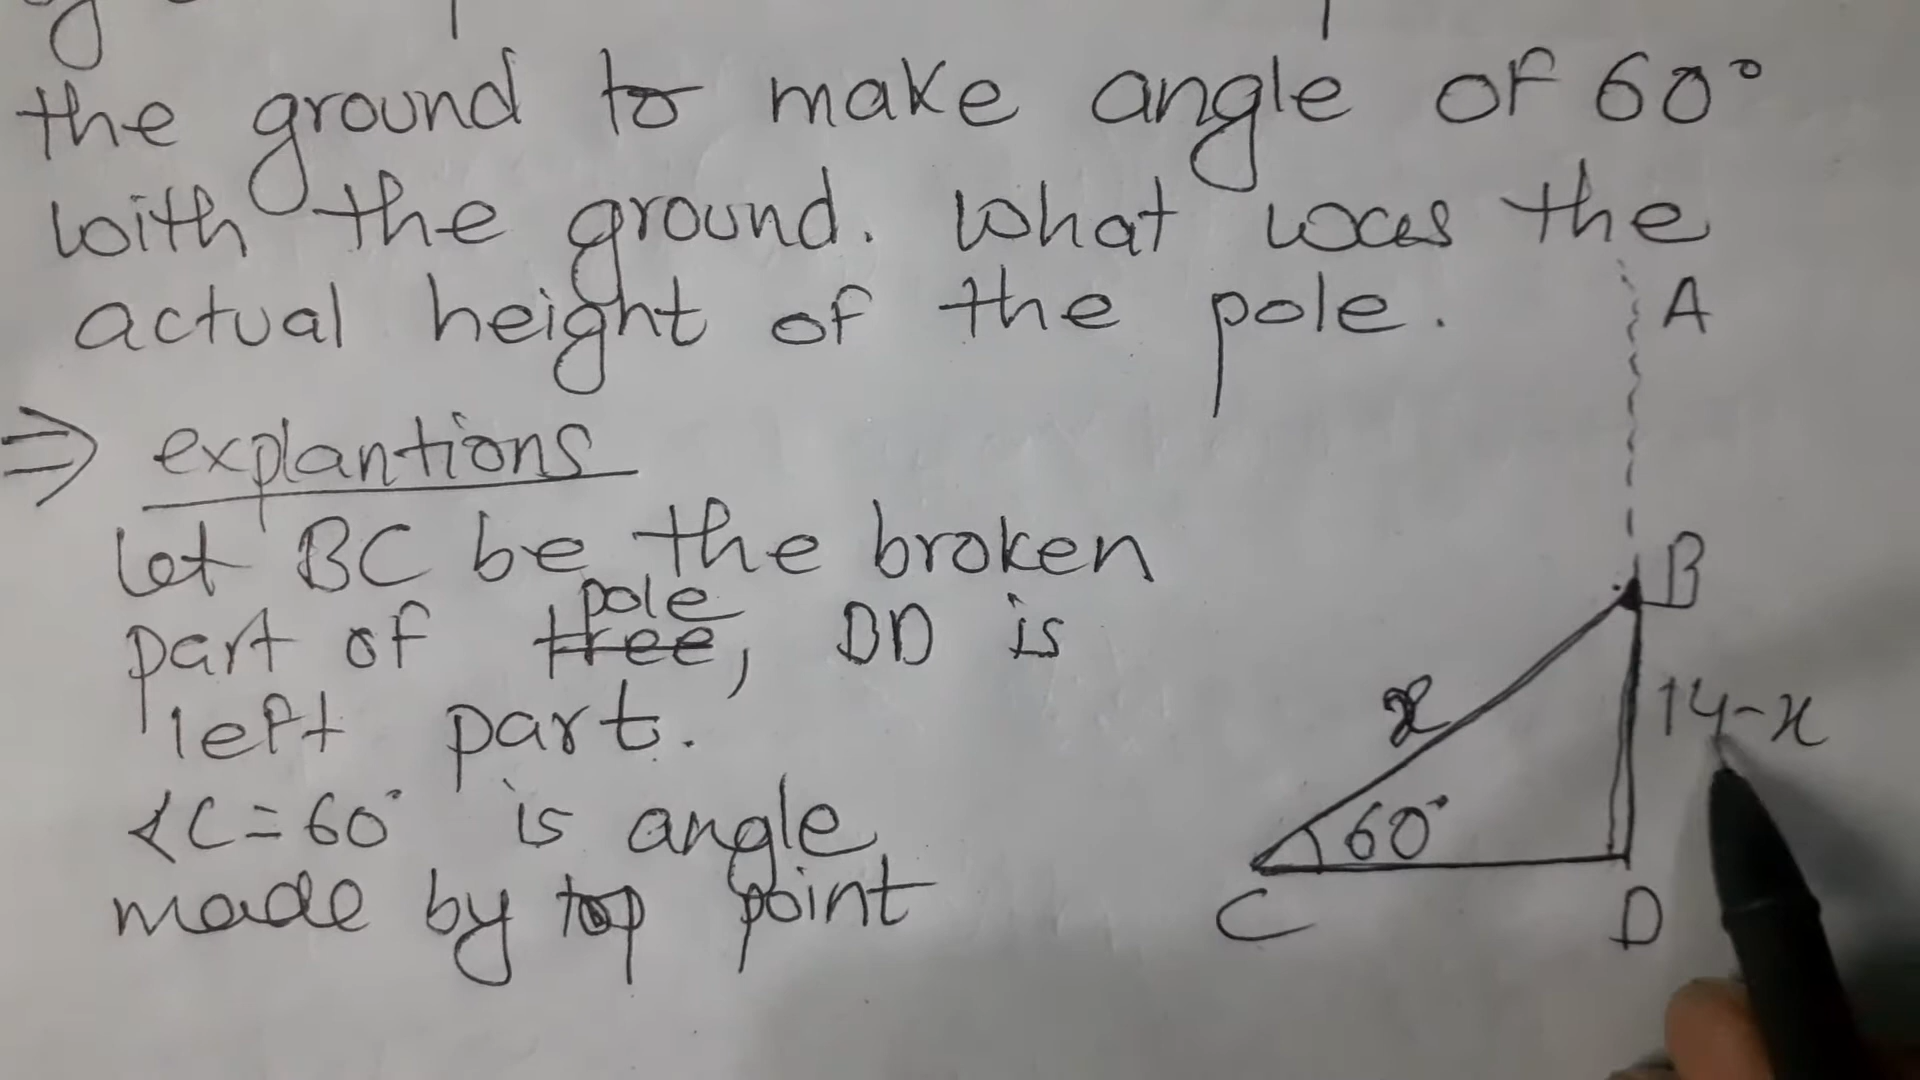 the ground to make angle of 60°
with the ground. What was the
actual height of the pole.
A
⇒ explantions
Let BC be the broken
B
pole
part of tree, BD is
left part.
x
14-x
∠C=60° is angle
60°
made by top point
C
D